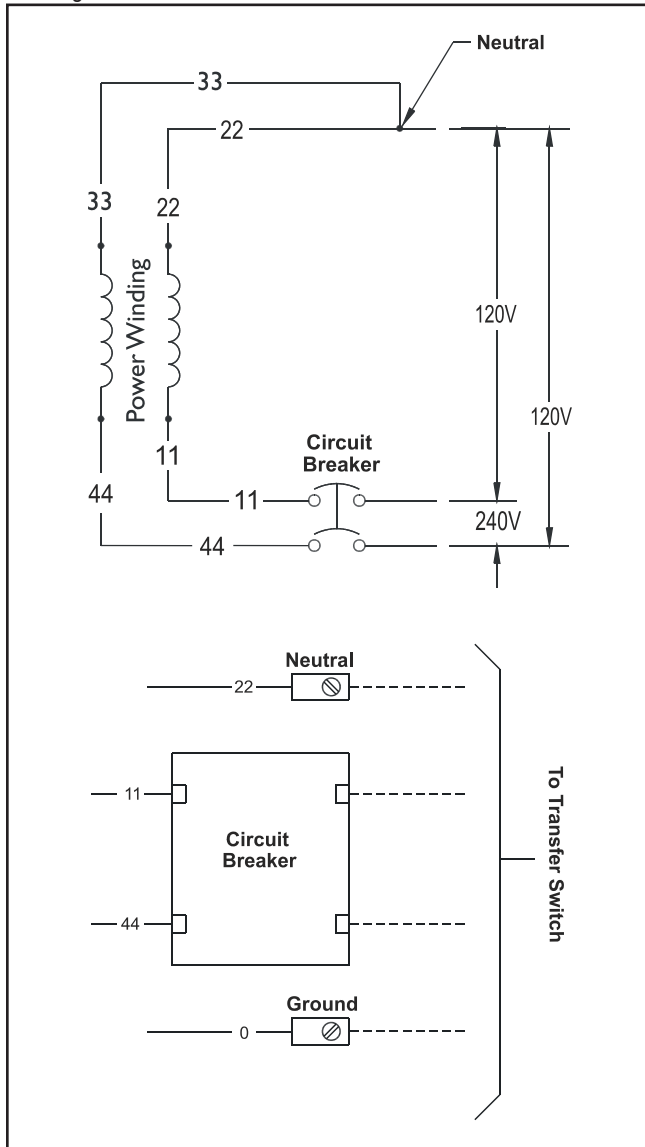 Neutral
33
22
33
22
Power Winding
120V
120V
Circuit
Breaker
11
44
11
240V
44
Neutral
22
11
Circuit
Breaker
44
To Transfer Switch
Ground
0